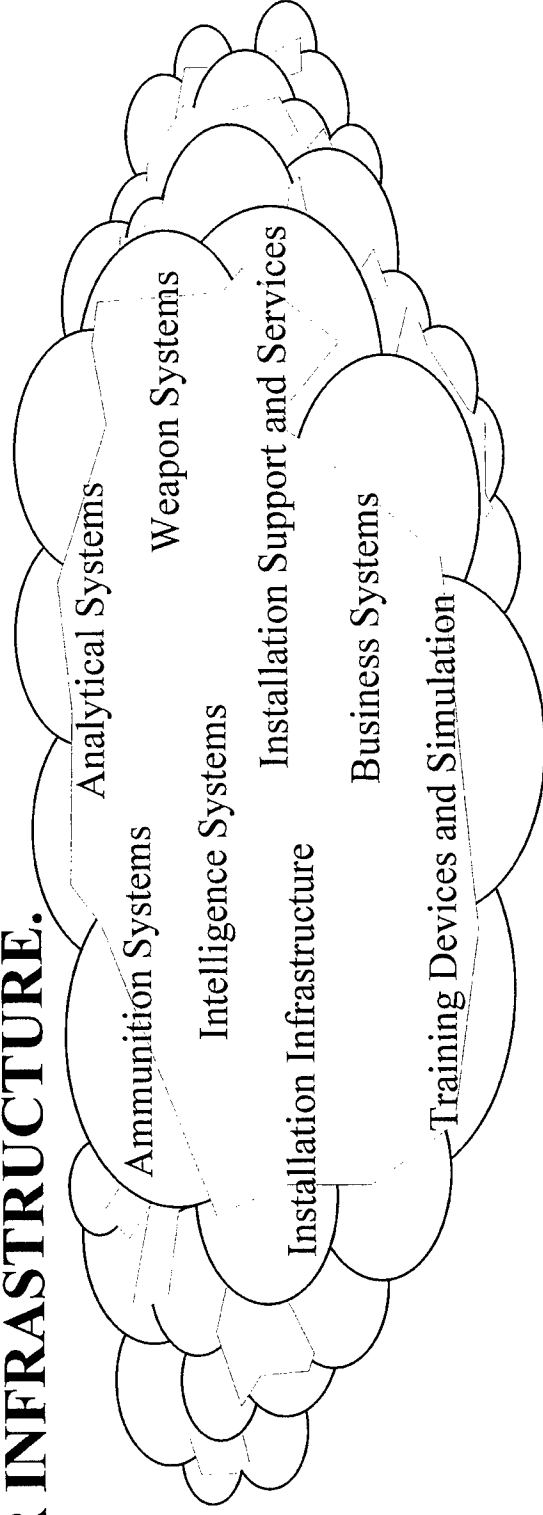 INFRASTRUCTURE.
Analytical Systems
Ammunition Systems
Weapon Systems
Intelligence Systems
Installation Support and Services
Installation Infrastructure
Business Systems
Training Devices and Simulation